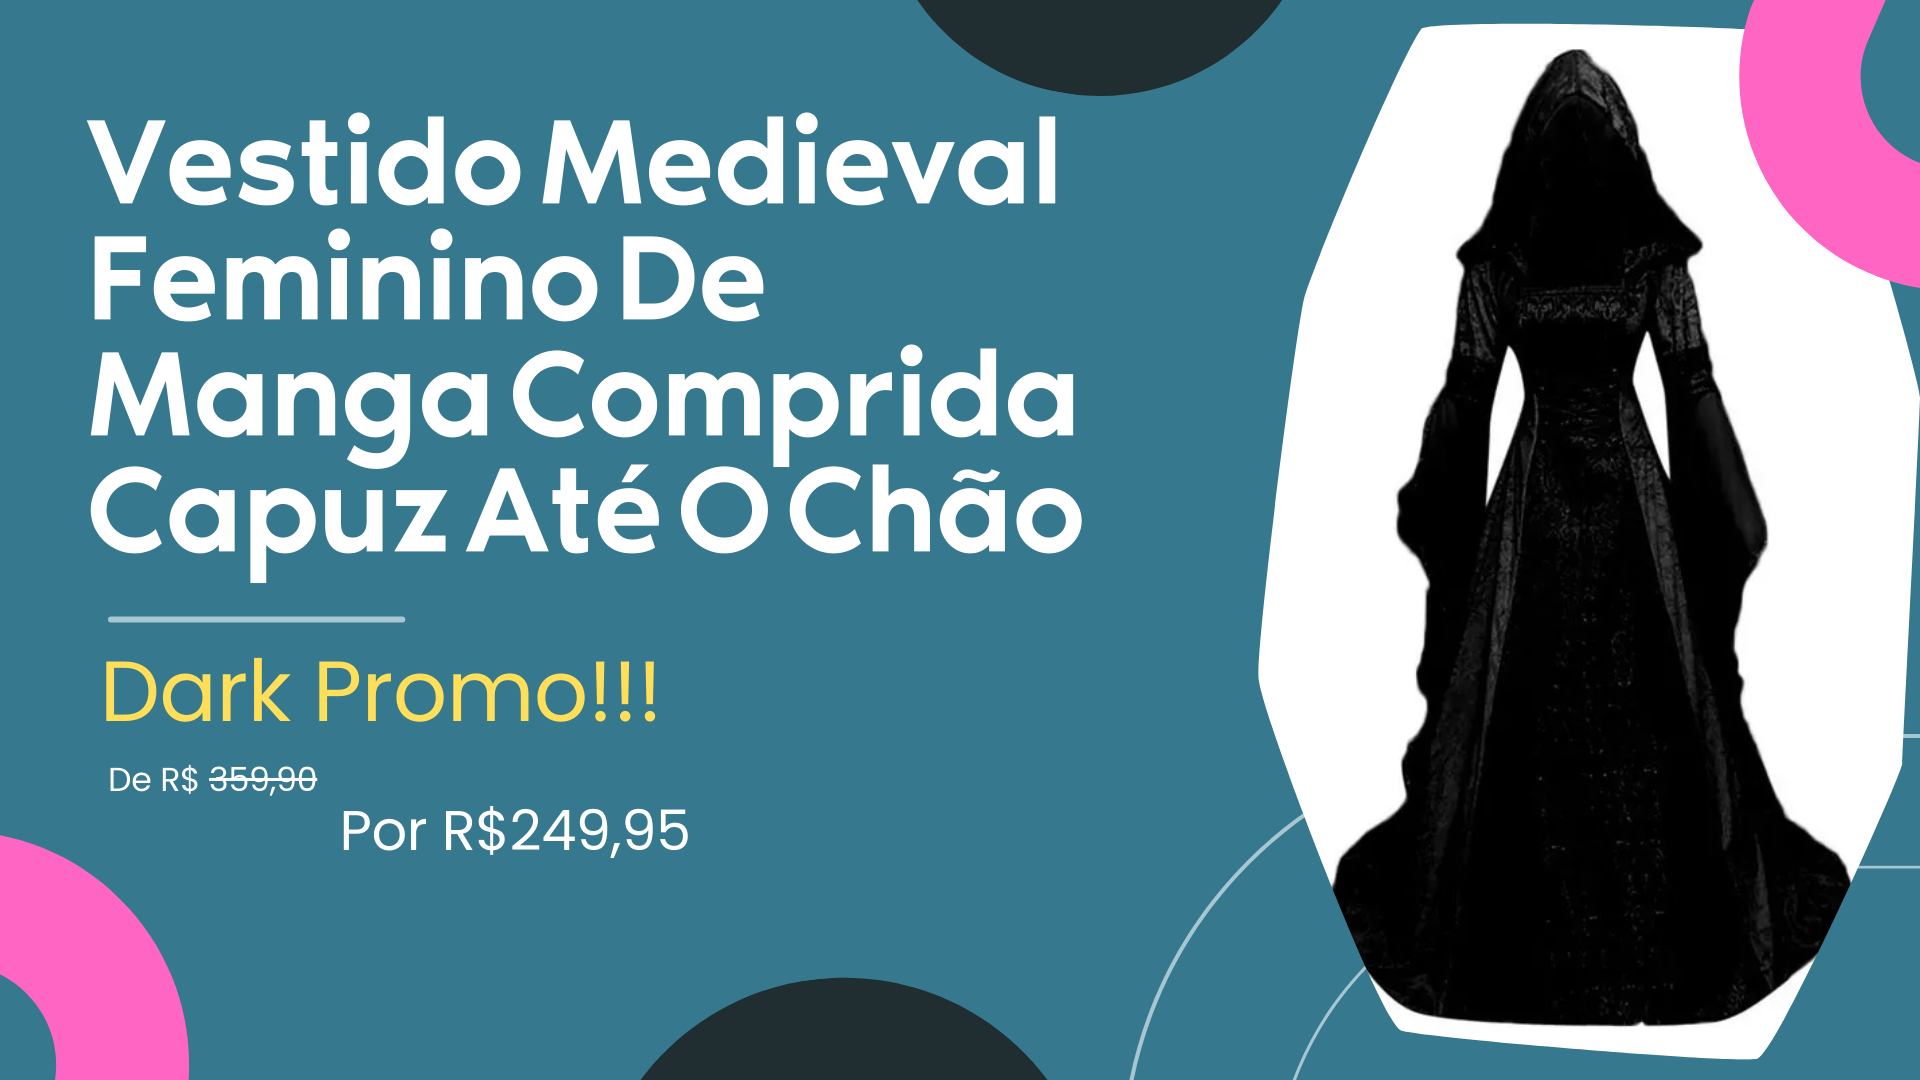 Vestido Medieval
Feminino De
Manga Comprida
Capuz Até O Chão
Dark Promo!!!
De R$ 359,90
Por R$249,95